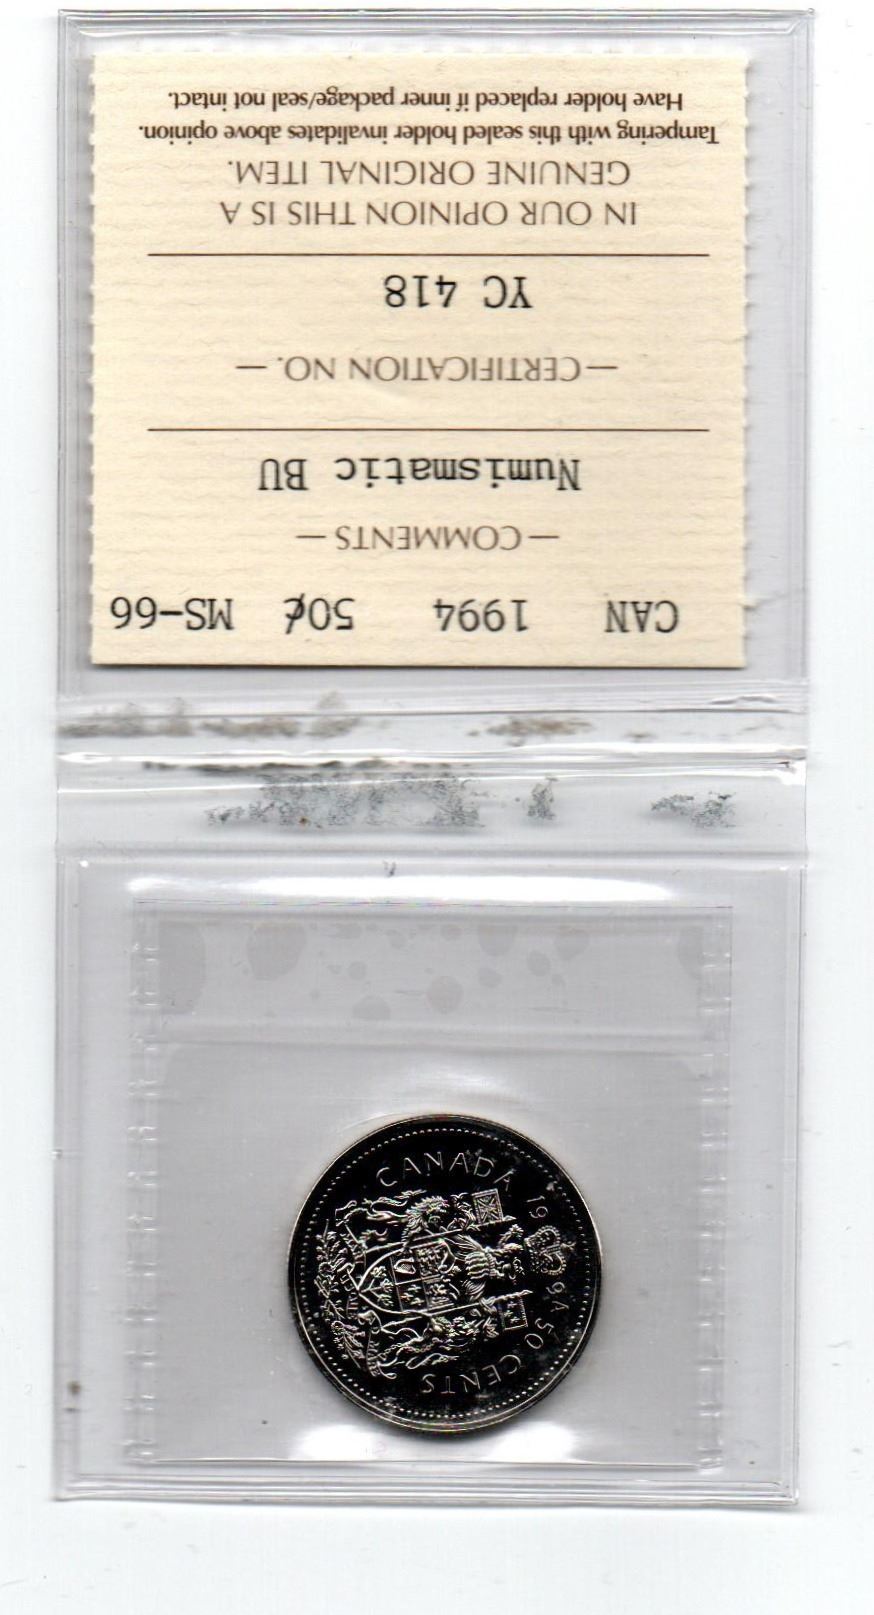 CAN 1994 50¢ MS-66
— COMMENTS —
Numismatic BU
— CERTIFICATION NO. —
YC 418
IN OUR OPINION THIS IS A
GENUINE ORIGINAL ITEM.
Tampering with this sealed holder invalidates above opinion.
Have holder replaced if inner package/seal not intact.
CANADA 19 94 50 CENTS